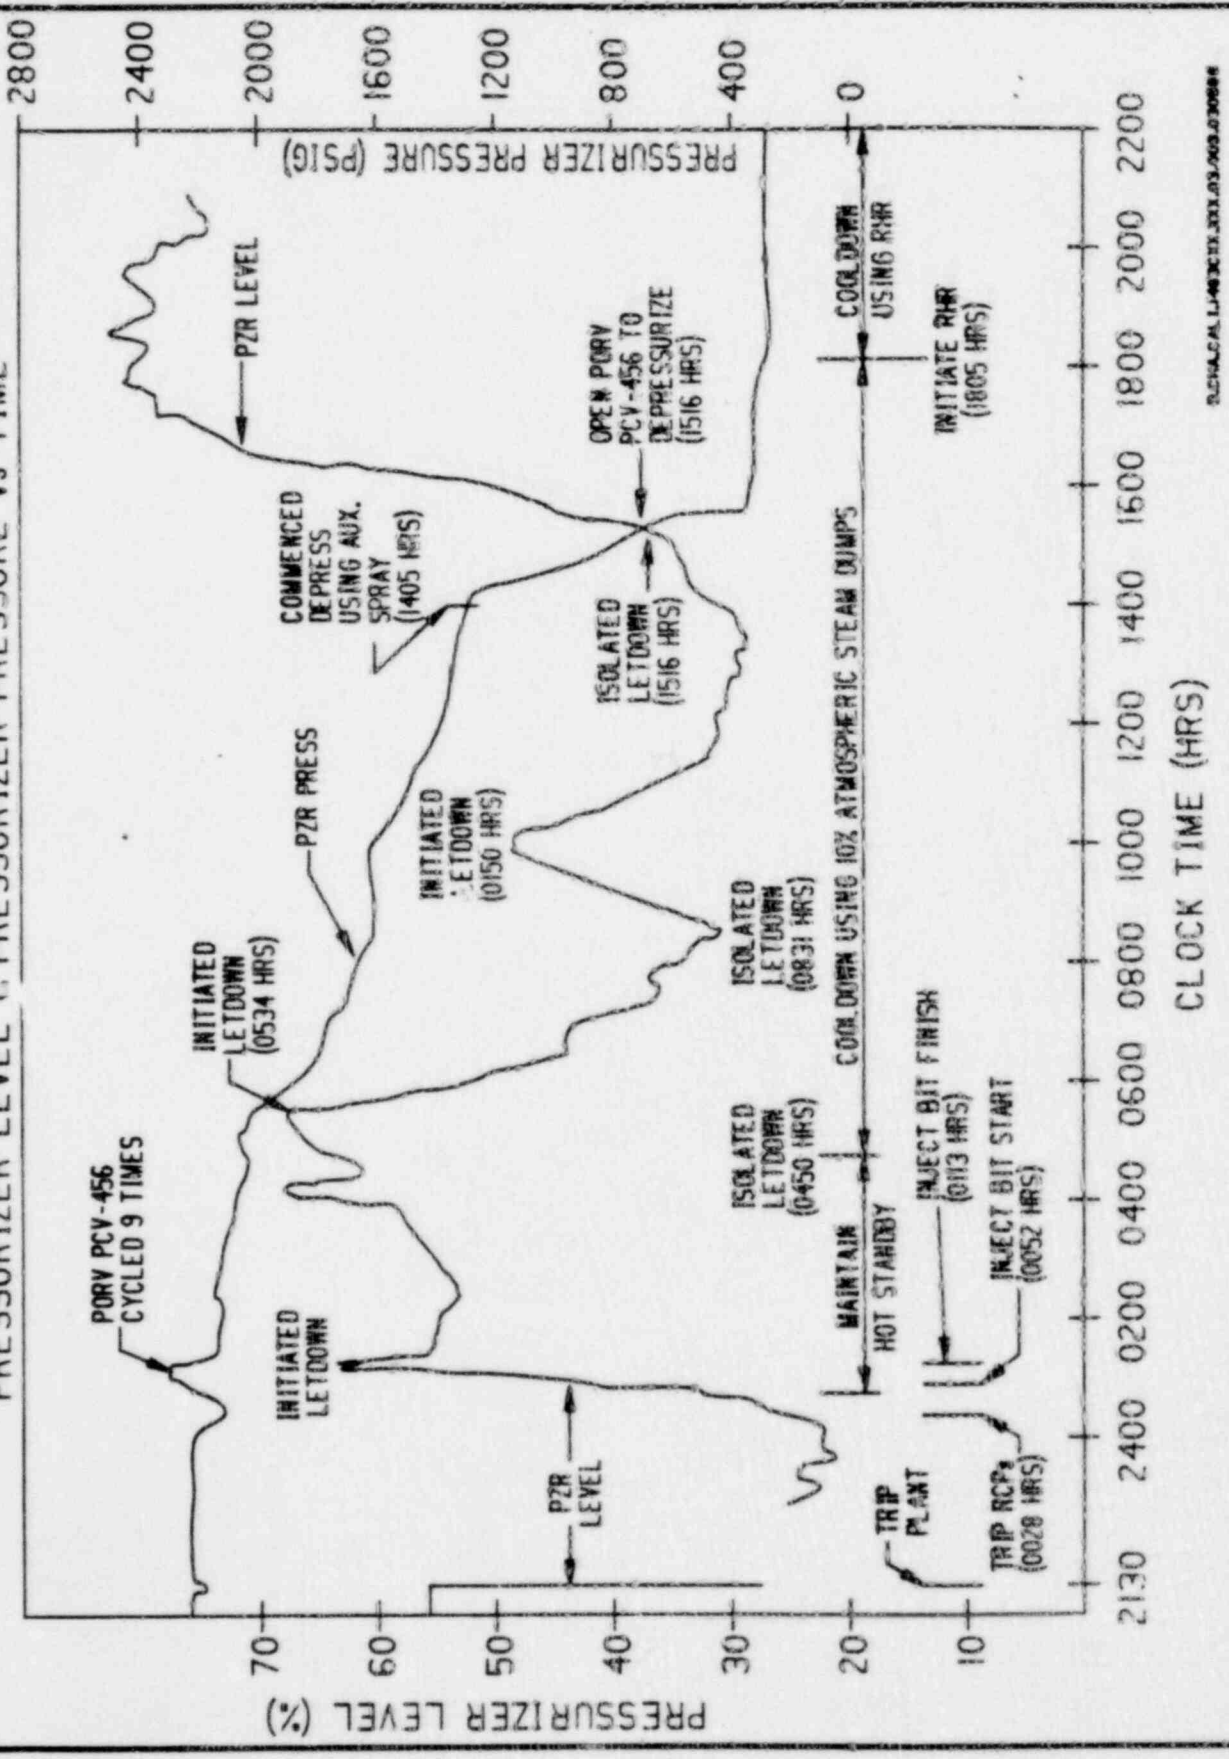 PRESSURIZER LEVEL & PRESSURIZER PRESSURE vs TIME
2800
2400
2000
1600
1200
800
400
0
PRESSURIZER PRESSURE (PSIG)
70
60
50
40
30
20
10
PRESSURIZER LEVEL (%)
PORV PCV-456
CYCLED 9 TIMES
INITIATED
LETDOWN
(0534 HRS)
PZR PRESS
COMMENCED
DEPRESS
USING AUX.
SPRAY
(1405 HRS)
PZR LEVEL
INITIATED
LETDOWN
INITIATED
LETDOWN
(0150 HRS)
OPEN PORV
PCV-456 TO
DEPRESSURIZE
(1516 HRS)
ISOLATED
LETDOWN
(1516 HRS)
PZR
LEVEL
ISOLATED
LETDOWN
(0450 HRS)
ISOLATED
LETDOWN
(0831 HRS)
MAINTAIN
HOT STANDBY
COOLDOWN USING 10% ATMOSPHERIC STEAM DUMPS
COOLDOWN
USING RHR
TRIP
PLANT
INJECT BIT FINISH
(0113 HRS)
INITIATE RHR
(1805 HRS)
TRIP RCPs
(0028 HRS)
INJECT BIT START
(0052 HRS)
2130 2400 0200 0400 0600 0800 1000 1200 1400 1600 1800 2000 2200
CLOCK TIME (HRS)